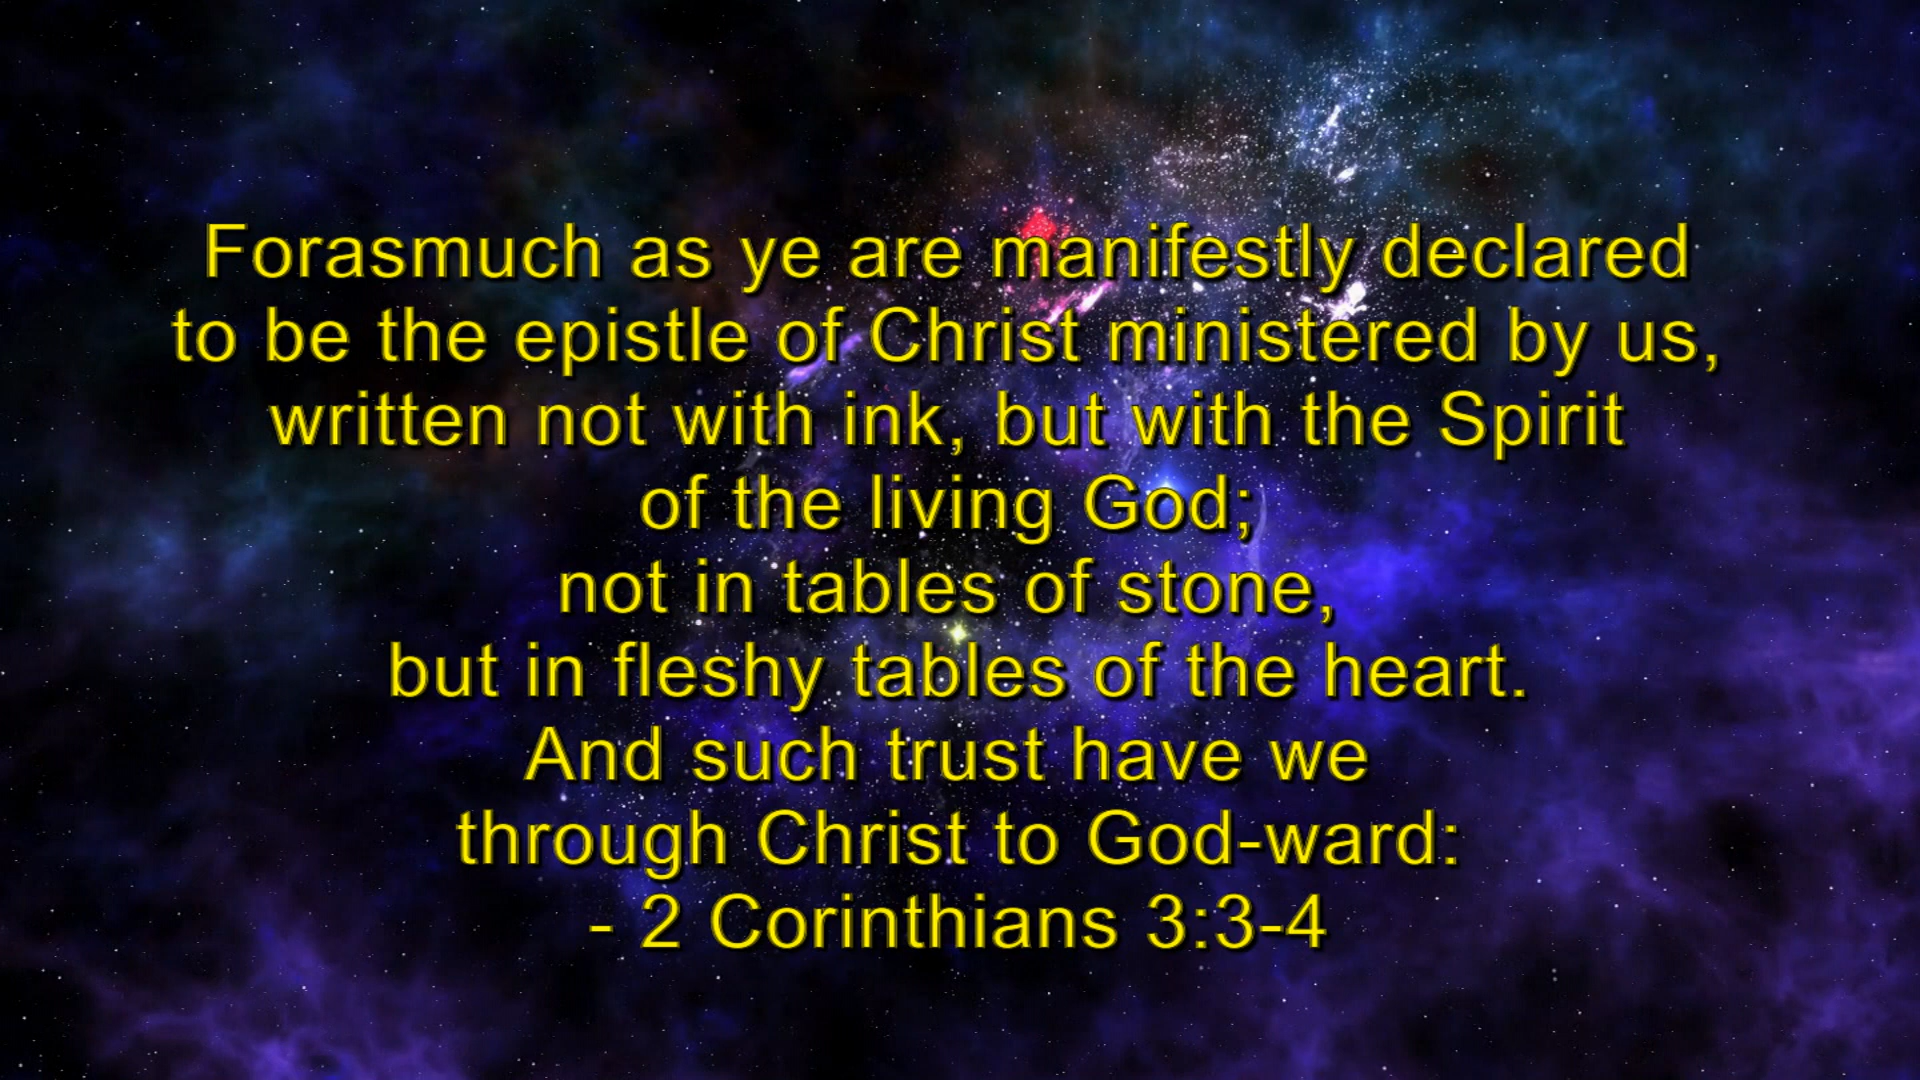 Forasmuch as ye are manifestly declared
to be the epistle of Christ ministered by us,
written not with ink, but with the Spirit
of the living God;
not in tables of stone,
but in fleshy tables of the heart.
And such trust have we
through Christ to God-ward:
- 2 Corinthians 3:3-4